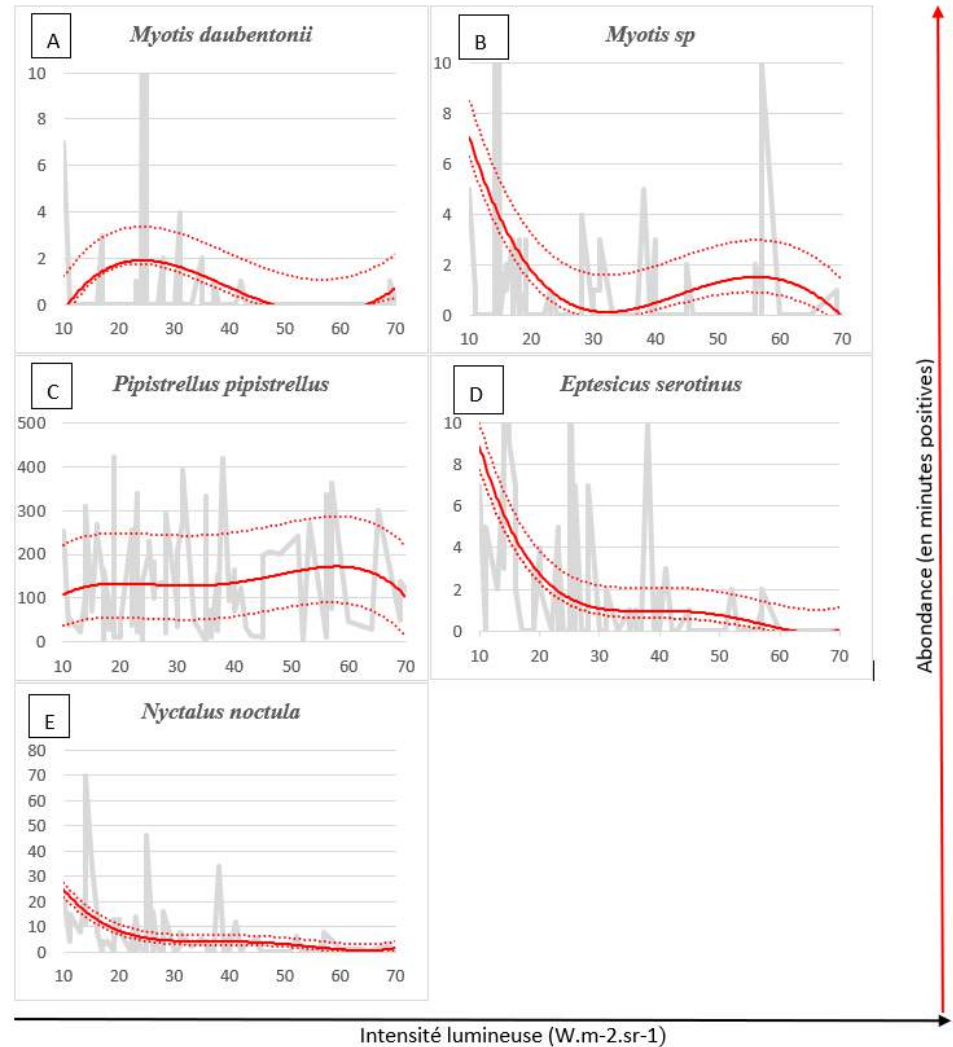 A
Myotis daubentonii
10
8
6
4
2
0
10 20 30 40 50 60 70
B
Myotis sp
10
8
6
4
2
0
10 20 30 40 50 60 70
C
Pipistrellus pipistrellus
500
400
300
200
100
0
10 20 30 40 50 60 70
D
Eptesicus serotinus
10
8
6
4
2
0
10 20 30 40 50 60 70
E
Nyctalus noctula
80
70
60
50
40
30
20
10
0
10 20 30 40 50 60 70
Abondance (en minutes positives)
Intensité lumineuse (W.m-2.sr-1)